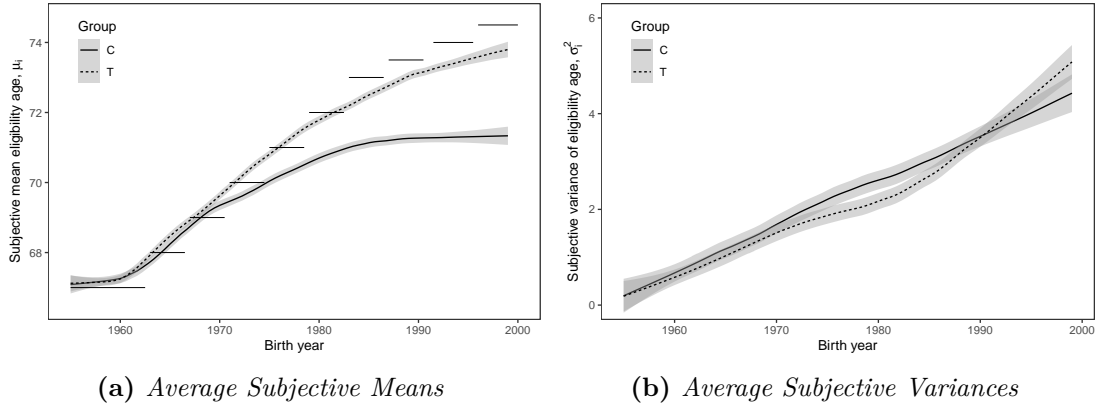 Group
C
T
Subjective mean eligibility age, μᵢ
74
72
70
68
1960
1970
1980
1990
2000
Birth year
(a) Average Subjective Means
Group
C
T
Subjective variance of eligibility age, σᵢ²
6
4
2
0
1960
1970
1980
1990
2000
Birth year
(b) Average Subjective Variances